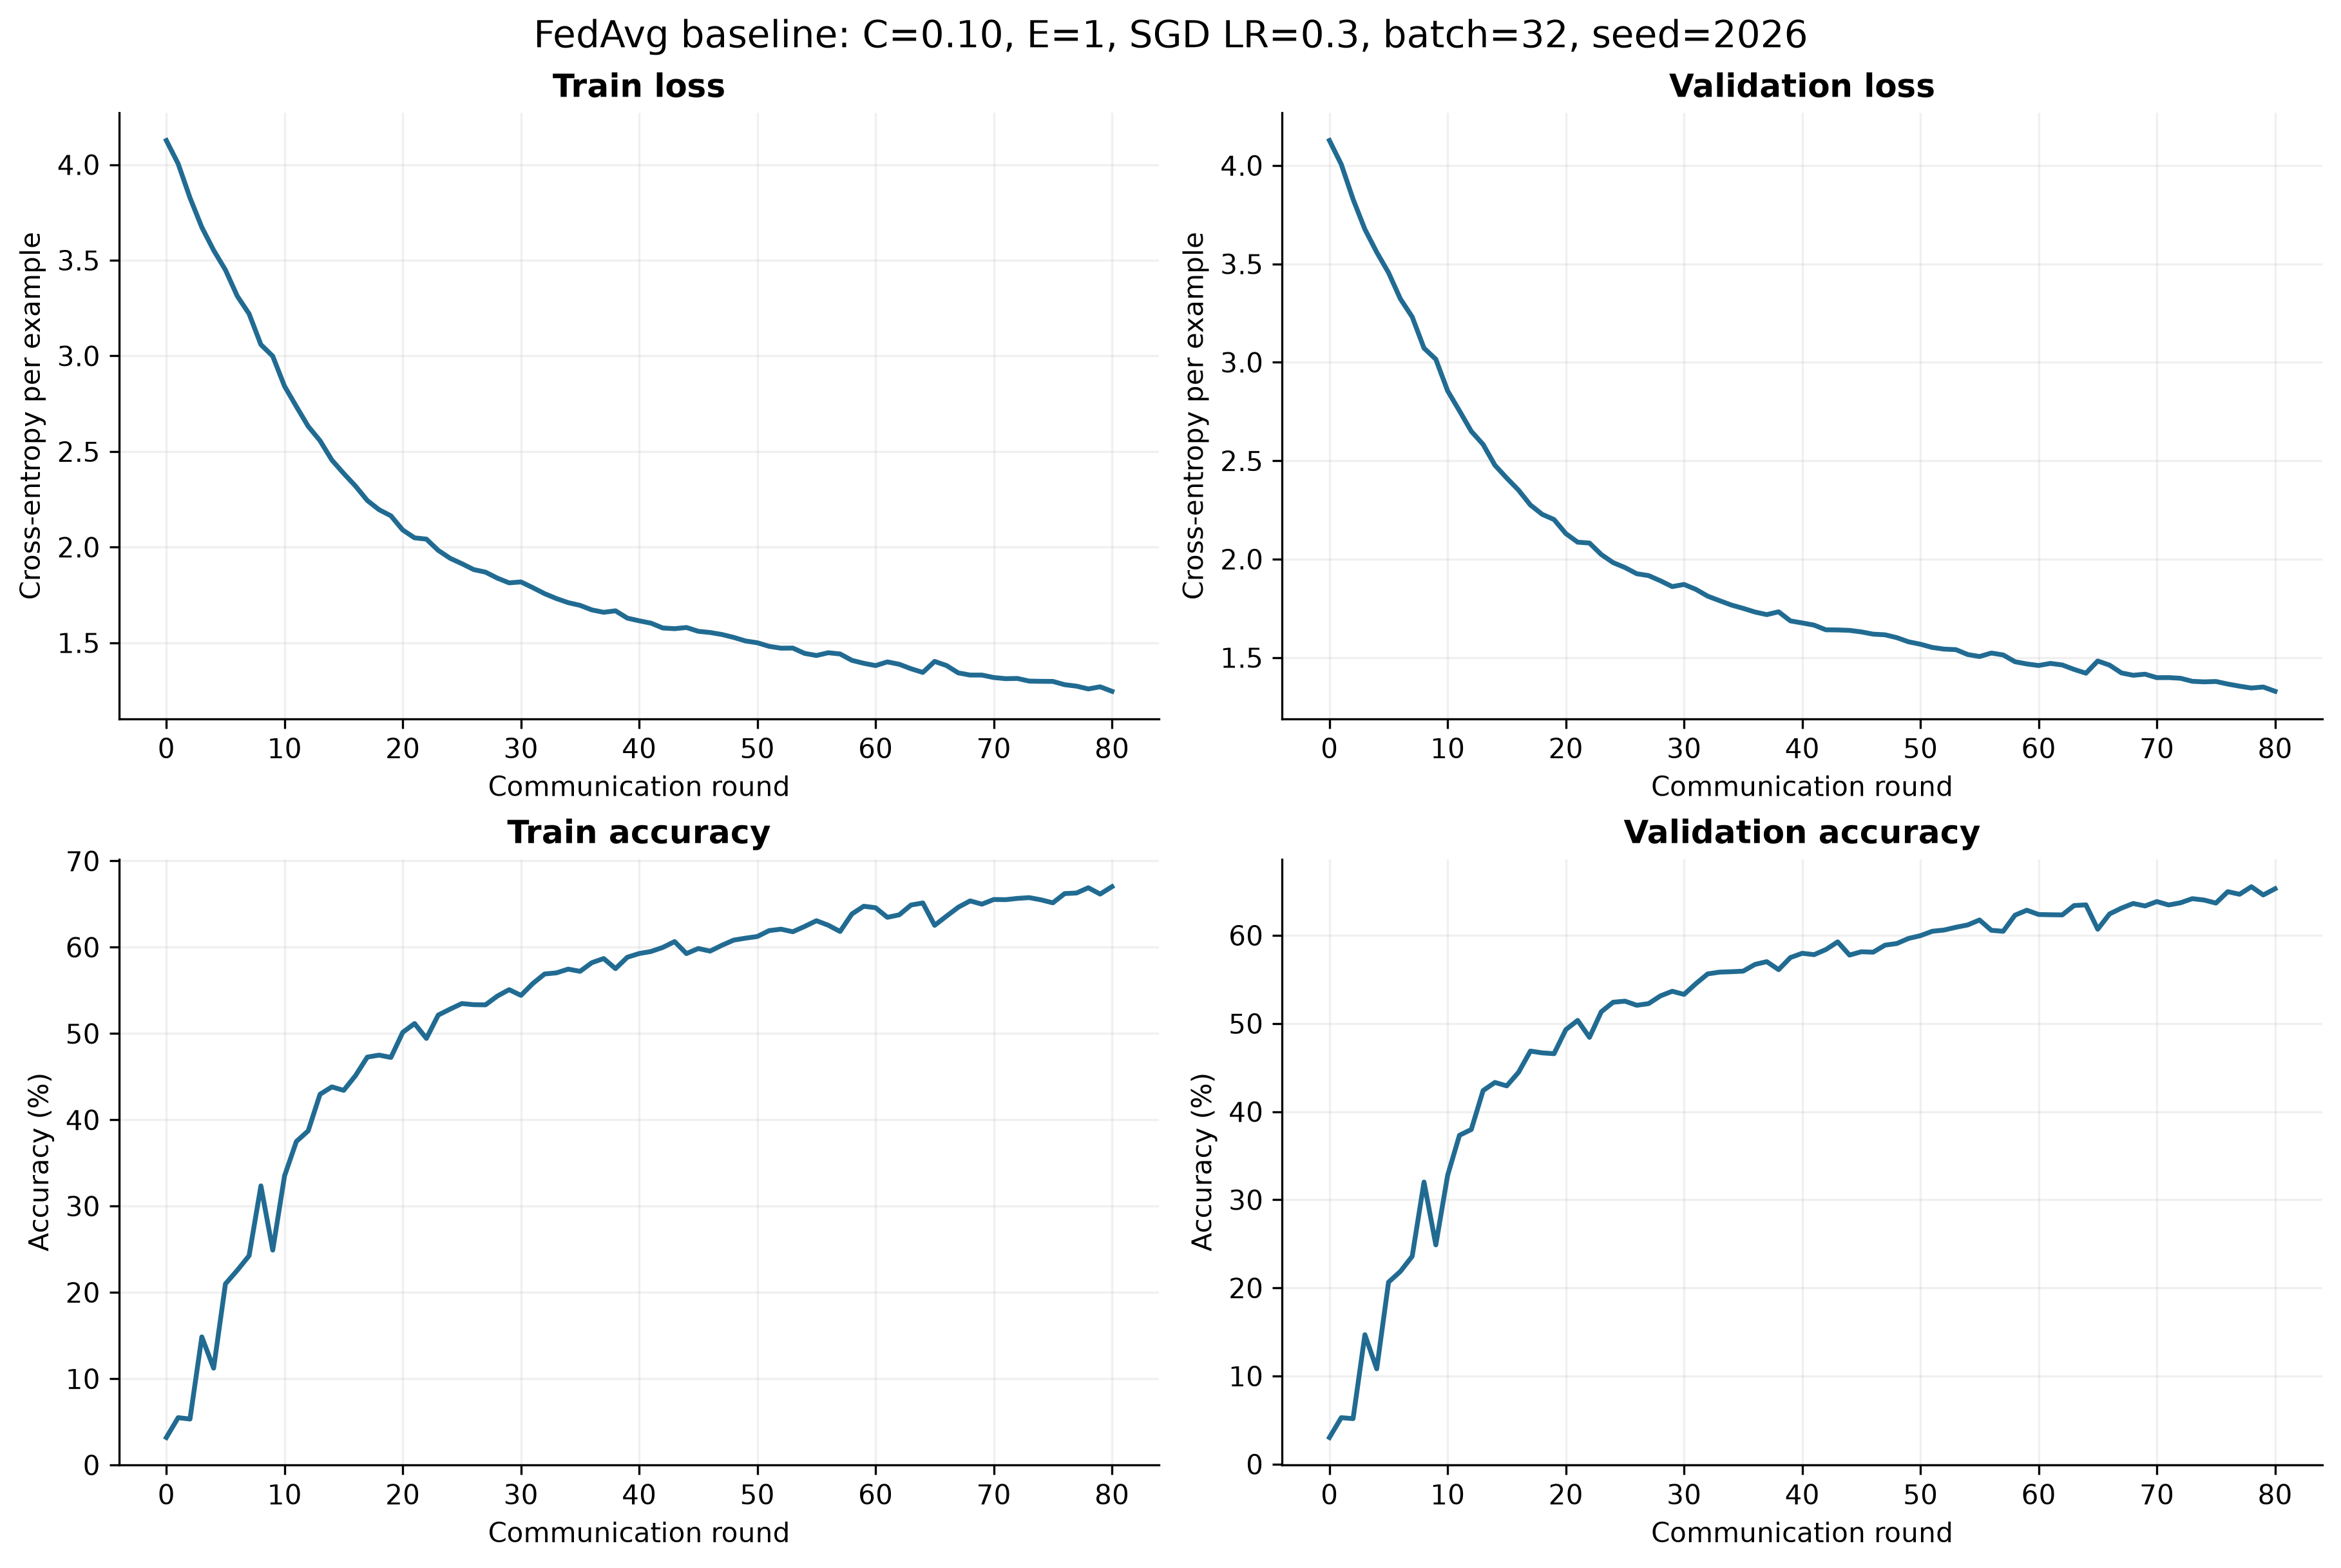 FedAvg baseline: C=0.10, E=1, SGD LR=0.3, batch=32, seed=2026
Train loss
Cross-entropy per example
4.0
3.5
3.0
2.5
2.0
1.5
0 10 20 30 40 50 60 70 80
Communication round
Validation loss
Cross-entropy per example
4.0
3.5
3.0
2.5
2.0
1.5
0 10 20 30 40 50 60 70 80
Communication round
Train accuracy
Accuracy (%)
70
60
50
40
30
20
10
0
0 10 20 30 40 50 60 70 80
Communication round
Validation accuracy
Accuracy (%)
60
50
40
30
20
10
0
0 10 20 30 40 50 60 70 80
Communication round